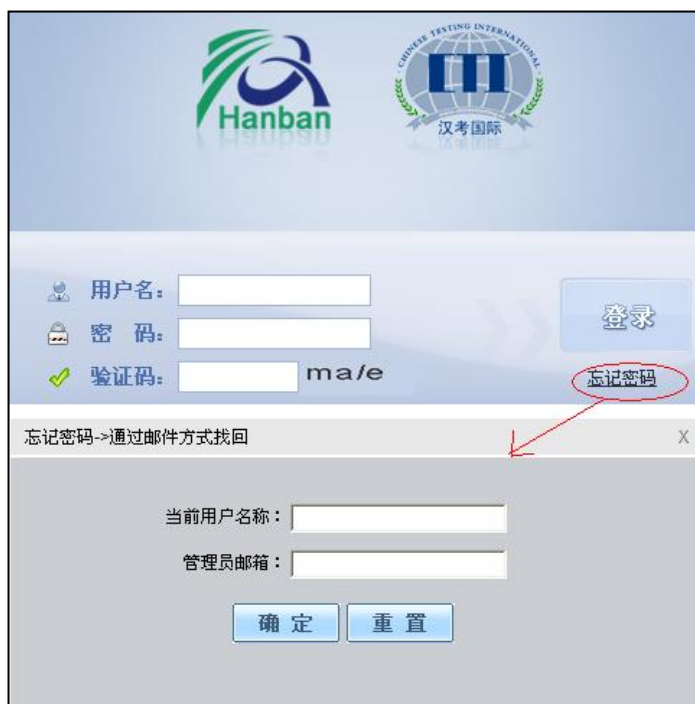 Hanban
CHINESE TESTING INTERNATIONAL
汉考国际
用户名：
密 码：
登录
验证码： ma/e
忘记密码
忘记密码->通过邮件方式找回 X
当前用户名称：
管理员邮箱：
确 定 重 置